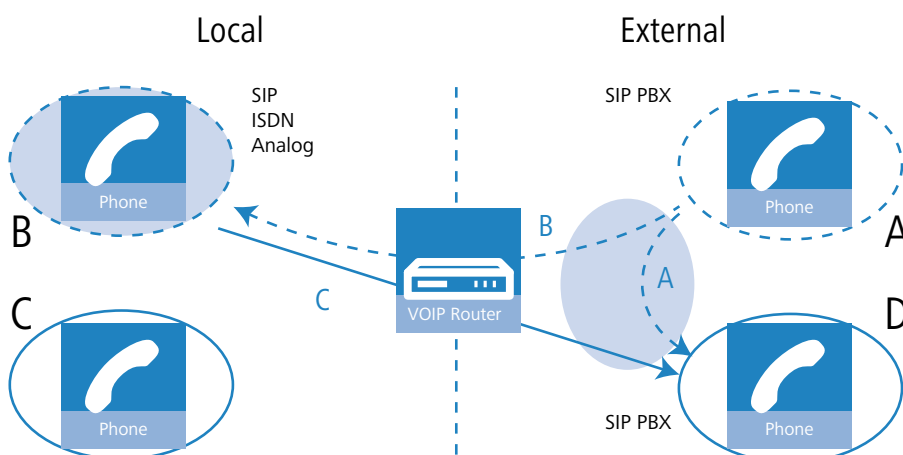 Local
External
SIP
ISDN
Analog
SIP PBX
Phone
Phone
B
A
B
A
C
VOIP Router
C
D
Phone
SIP PBX
Phone